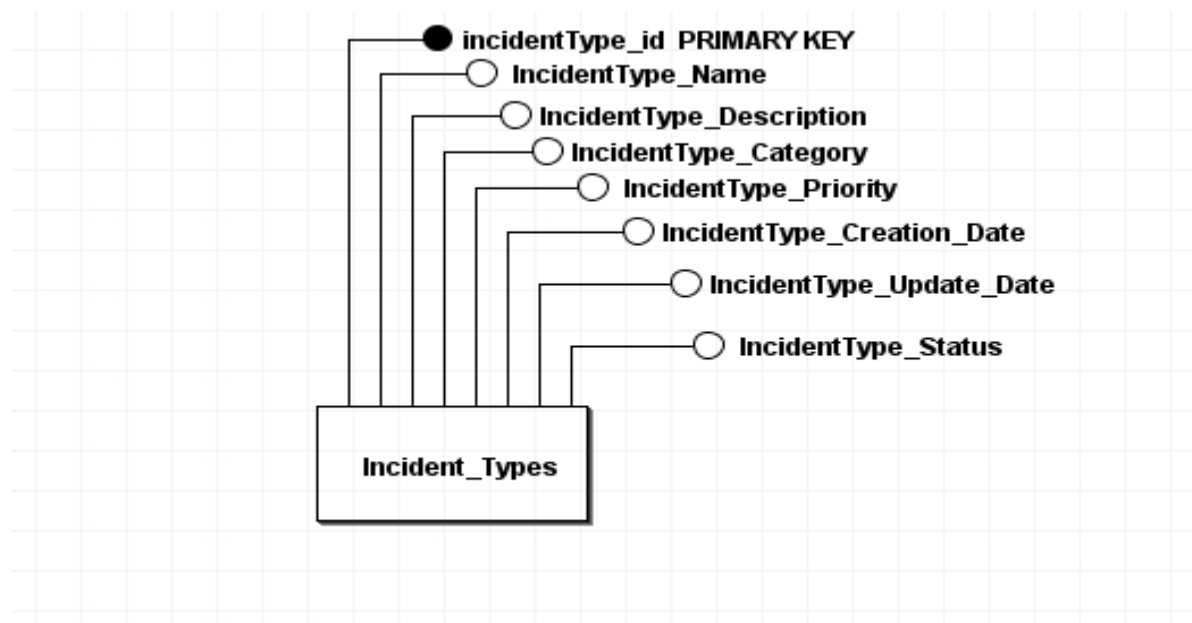 incidentType_id PRIMARY KEY
IncidentType_Name
IncidentType_Description
IncidentType_Category
IncidentType_Priority
IncidentType_Creation_Date
IncidentType_Update_Date
IncidentType_Status
Incident_Types